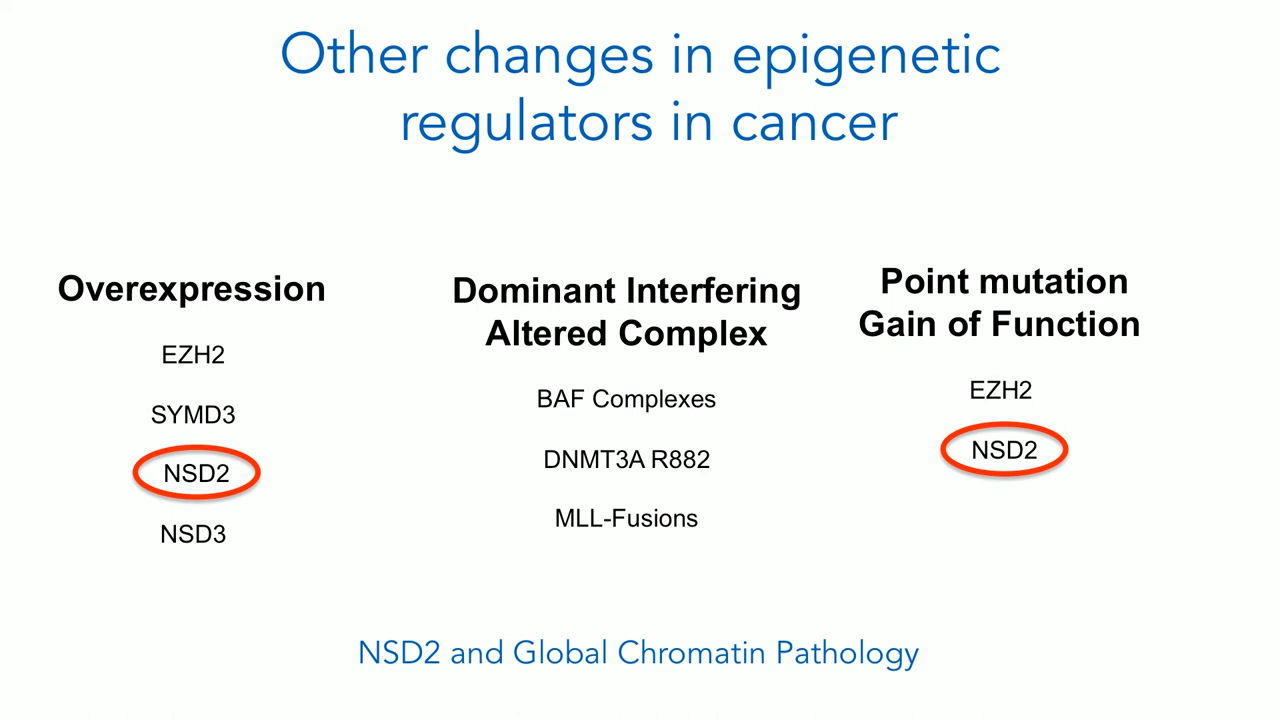 Other changes in epigenetic
regulators in cancer
Overexpression
EZH2
SYMD3
NSD2
NSD3
Dominant Interfering
Altered Complex
BAF Complexes
DNMT3A R882
MLL-Fusions
Point mutation
Gain of Function
EZH2
NSD2
NSD2 and Global Chromatin Pathology